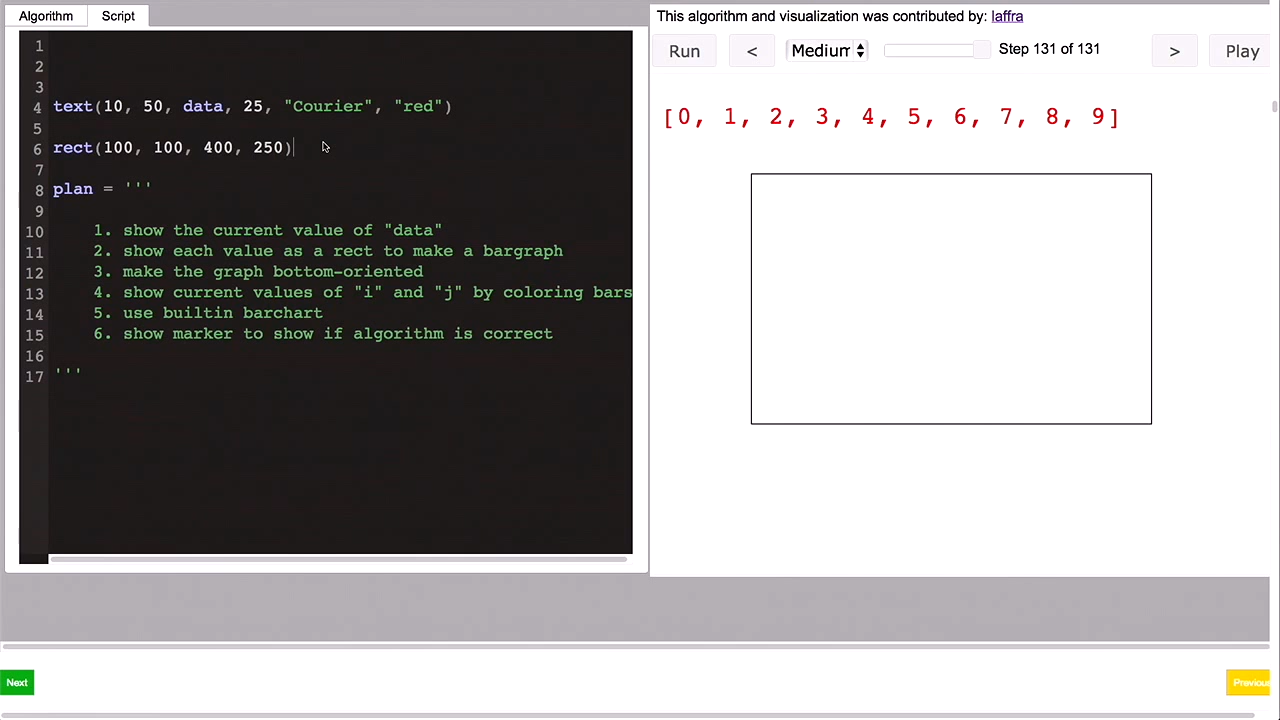 Algorithm
Script
This algorithm and visualization was contributed by: laffra
Run
<
Medium
Step 131 of 131
>
Play
1
2
3
4 text(10, 50, data, 25, "Courier", "red")
5
6 rect(100, 100, 400, 250)
7
8 plan = '''
9
10 1. show the current value of "data"
11 2. show each value as a rect to make a bargraph
12 3. make the graph bottom-oriented
13 4. show current values of "i" and "j" by coloring bars
14 5. use builtin barchart
15 6. show marker to show if algorithm is correct
16
17 '''
[0, 1, 2, 3, 4, 5, 6, 7, 8, 9]
Next
Previous